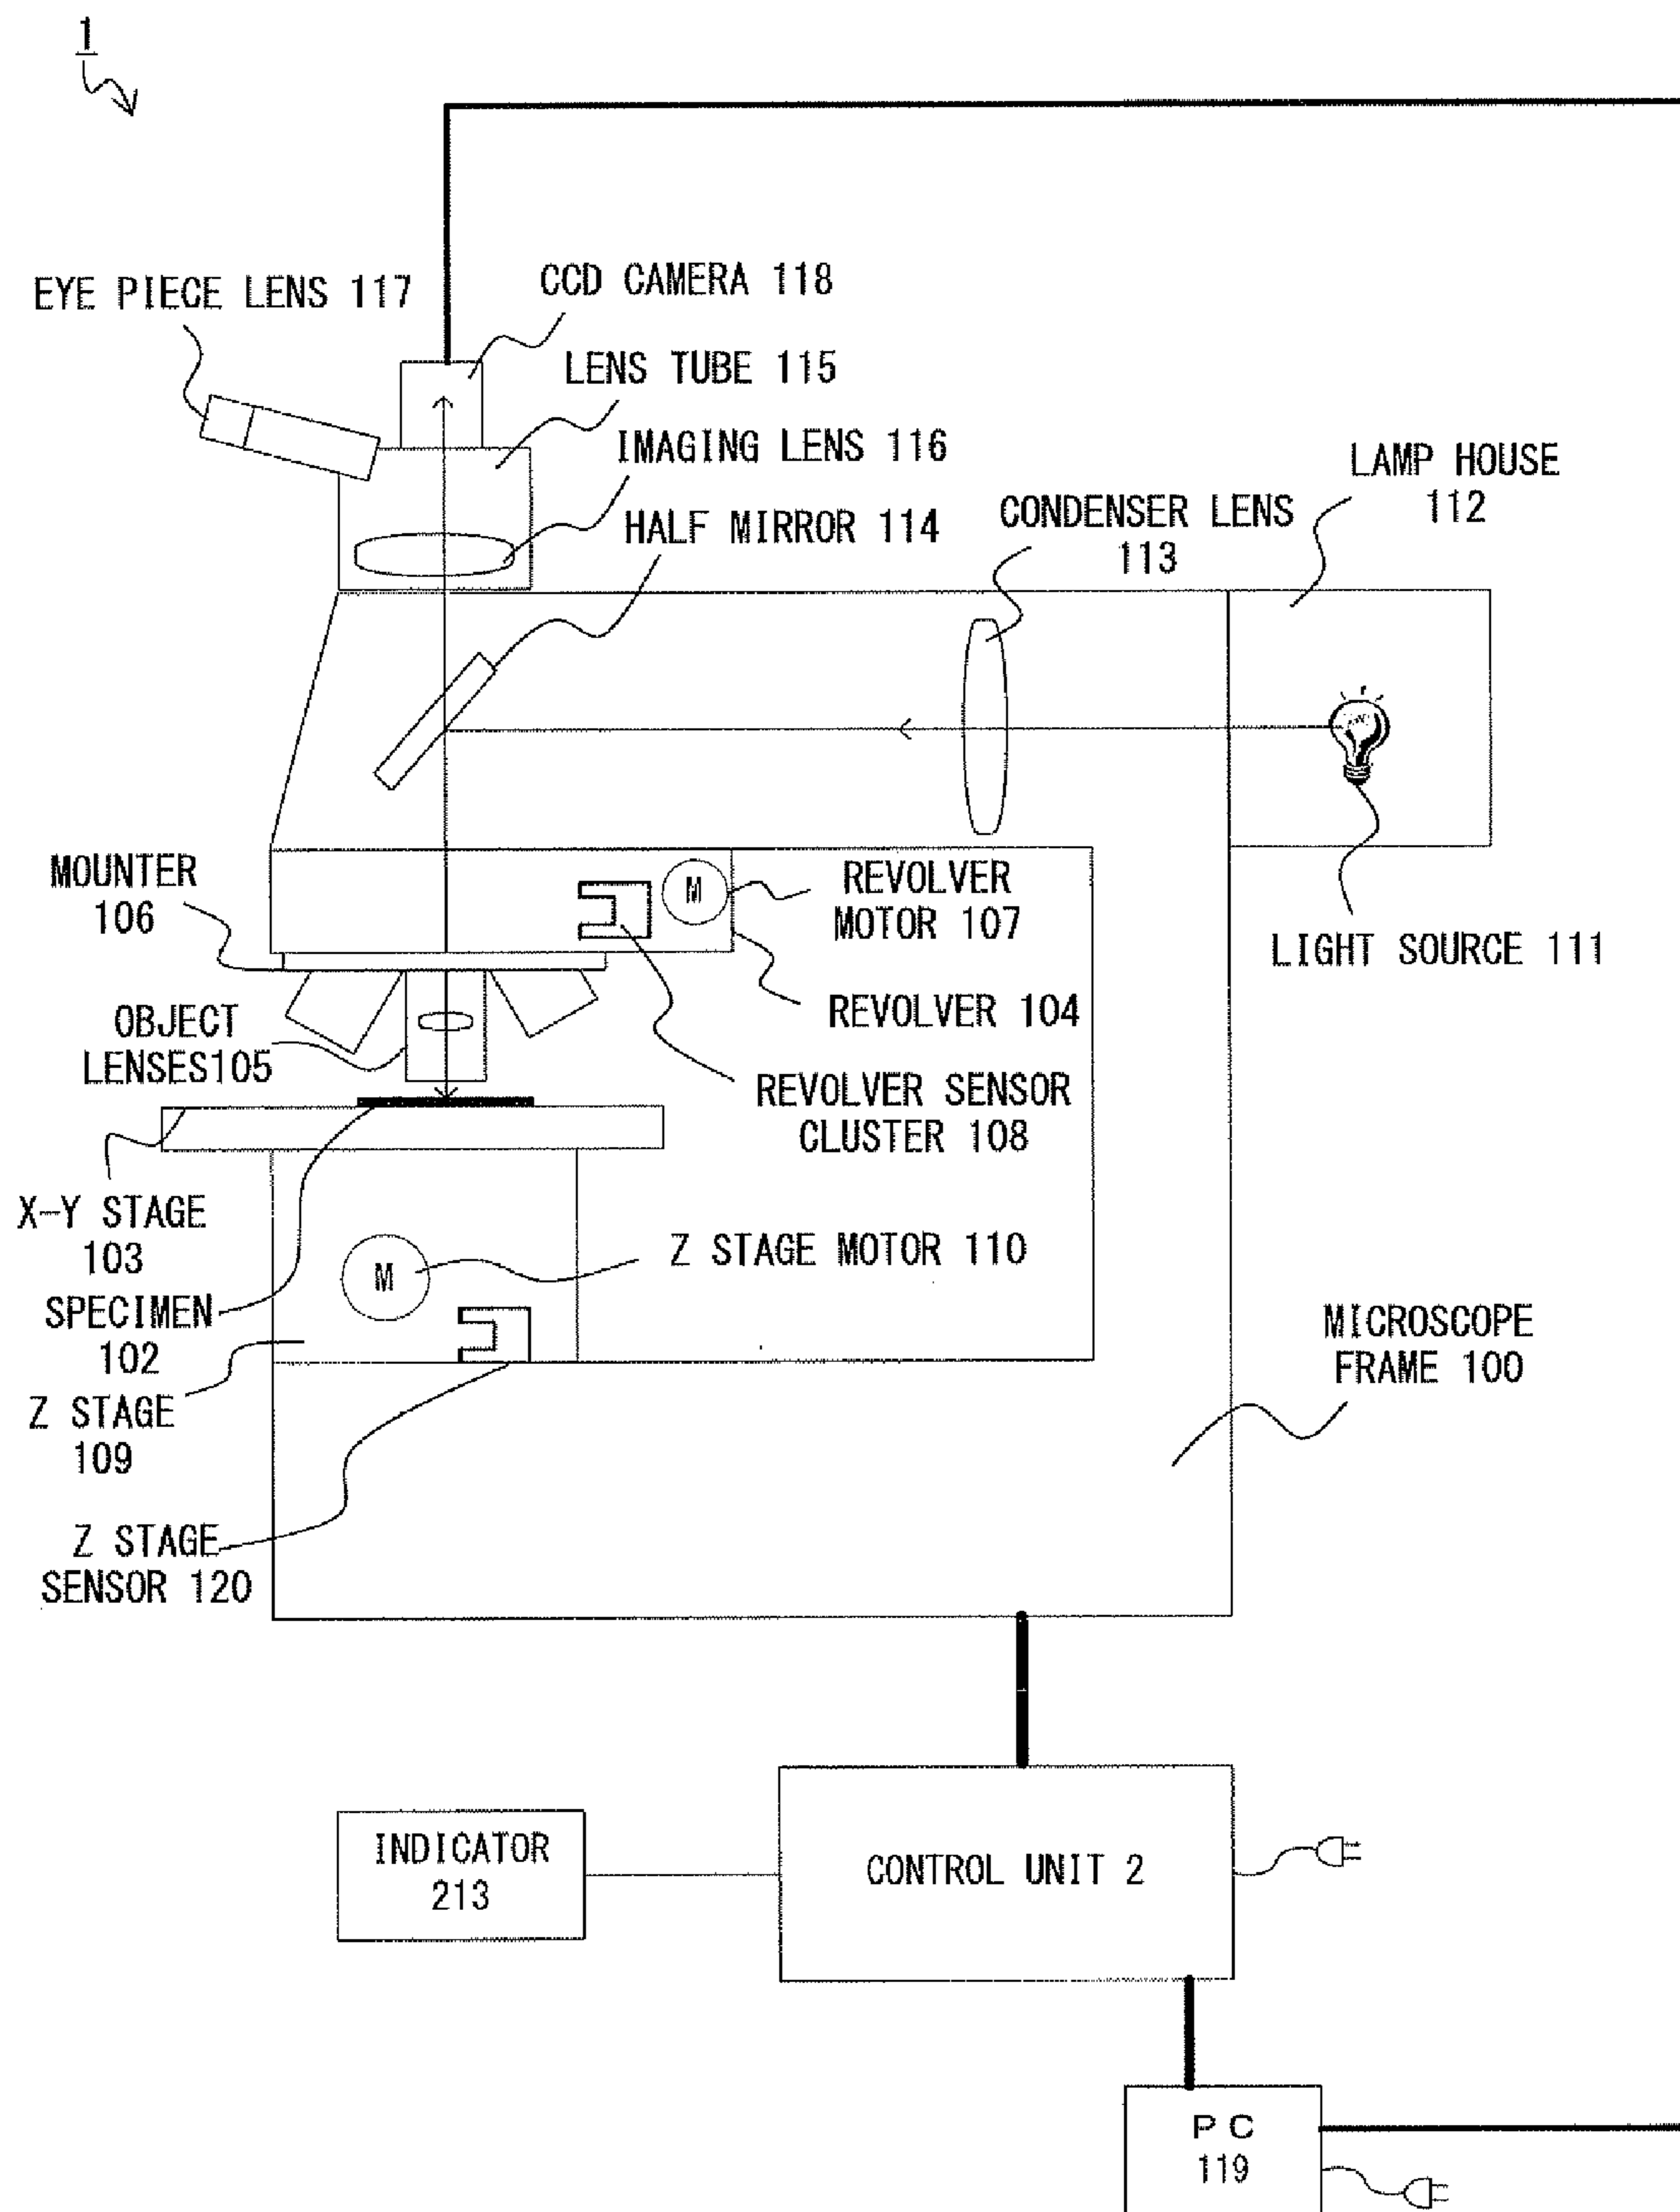 1
EYE PIECE LENS 117
CCD CAMERA 118
LENS TUBE 115
IMAGING LENS 116
HALF MIRROR 114
CONDENSER LENS
113
LAMP HOUSE
112
MOUNTER
106
M
REVOLVER
MOTOR 107
LIGHT SOURCE 111
OBJECT
LENSES105
REVOLVER 104
REVOLVER SENSOR
CLUSTER 108
X-Y STAGE
103
M
Z STAGE MOTOR 110
SPECIMEN
102
MICROSCOPE
FRAME 100
Z STAGE
109
Z STAGE
SENSOR 120
INDICATOR
213
CONTROL UNIT 2
PC
119